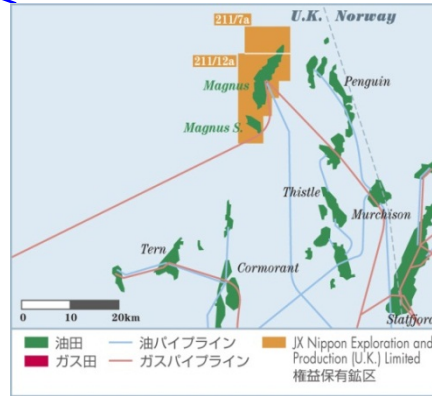 211/7a
U.K. Norway
211/12a
Magnus
Penguin
Magnus S.
Thistle
Murchison
Tern
Cormorant
Statfjord
0 10 20km
油田
油パイプライン
JX Nippon Exploration and
Production (U.K.) Limited
権益保有鉱区
ガス田
ガスパイプライン